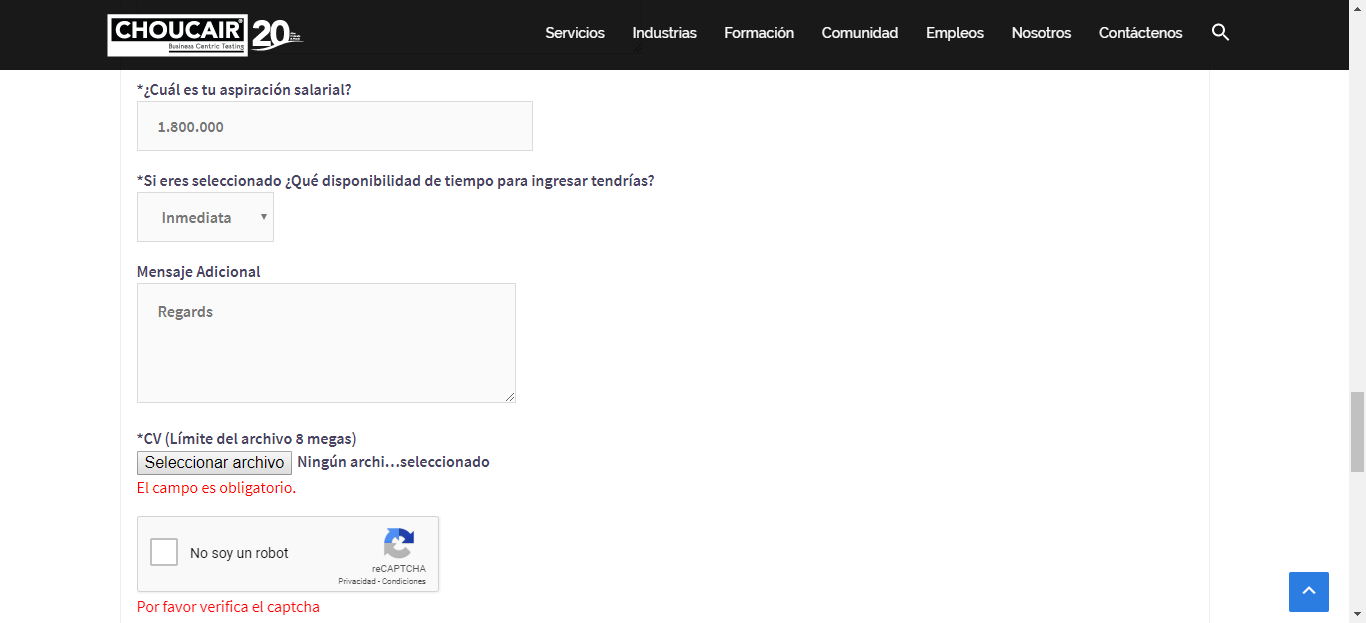 CHOUCAIR
Business Centric Testing
20
Servicios Industrias Formación Comunidad Empleos Nosotros Contáctenos
*¿Cuál es tu aspiración salarial?
1.800.000
*Si eres seleccionado ¿Qué disponibilidad de tiempo para ingresar tendrías?
Inmediata
Mensaje Adicional
Regards
*CV (Límite del archivo 8 megas)
Seleccionar archivo Ningún archi...seleccionado
El campo es obligatorio.
No soy un robot
reCAPTCHA
Privacidad - Condiciones
Por favor verifica el captcha